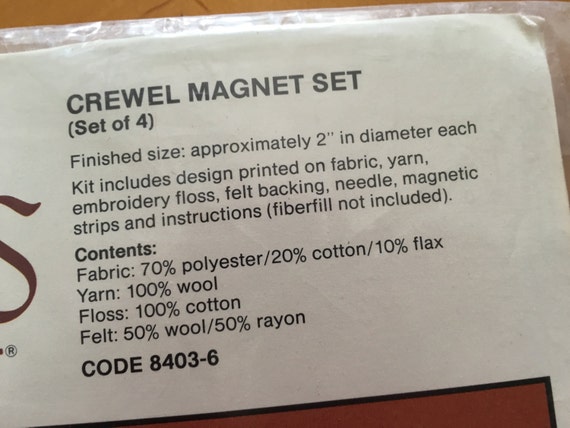 CREWEL MAGNET SET
(Set of 4)
Finished size: approximately 2" in diameter each
Kit includes design printed on fabric, yarn,
embroidery floss, felt backing, needle, magnetic
strips and instructions (fiberfill not included).
Contents:
Fabric: 70% polyester/20% cotton/10% flax
Yarn: 100% wool
Floss: 100% cotton
Felt: 50% wool/50% rayon
CODE 8403-6
®